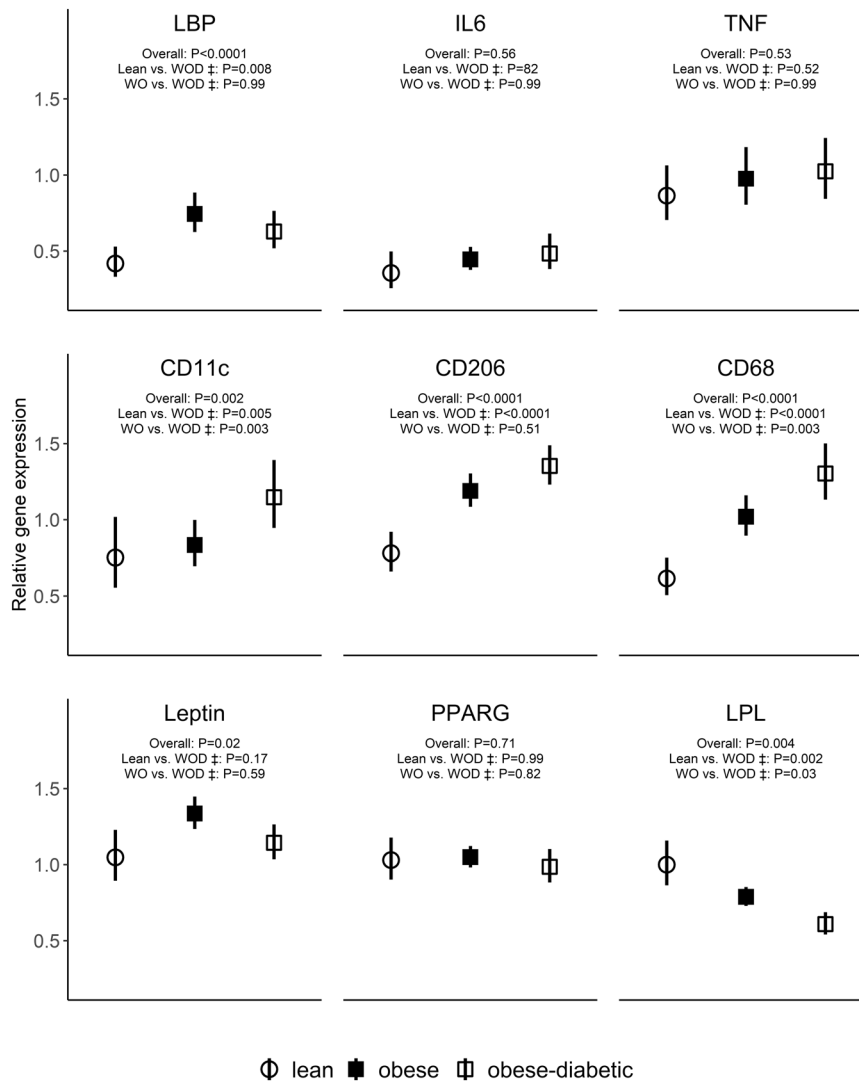 LBP
Overall: P<0.0001
Lean vs. WOD ‡: P=0.008
WO vs. WOD ‡: P=0.99
IL6
Overall: P=0.56
Lean vs. WOD ‡: P=82
WO vs. WOD ‡: P=0.99
TNF
Overall: P=0.53
Lean vs. WOD ‡: P=0.52
WO vs. WOD ‡: P=0.99
1.5
1.0
0.5
Relative gene expression
CD11c
Overall: P=0.002
Lean vs. WOD ‡: P=0.005
WO vs. WOD ‡: P=0.003
CD206
Overall: P<0.0001
Lean vs. WOD ‡: P<0.0001
WO vs. WOD ‡: P=0.51
CD68
Overall: P<0.0001
Lean vs. WOD ‡: P<0.0001
WO vs. WOD ‡: P=0.003
1.5
1.0
0.5
Leptin
Overall: P=0.02
Lean vs. WOD ‡: P=0.17
WO vs. WOD ‡: P=0.59
PPARG
Overall: P=0.71
Lean vs. WOD ‡: P=0.99
WO vs. WOD ‡: P=0.82
LPL
Overall: P=0.004
Lean vs. WOD ‡: P=0.002
WO vs. WOD ‡: P=0.03
1.5
1.0
0.5
lean obese obese-diabetic